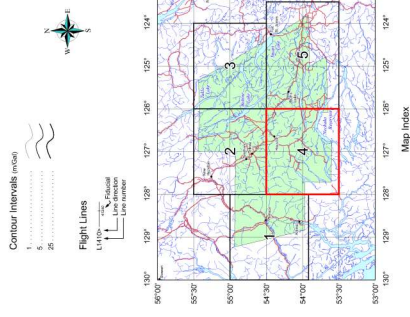 Contour Intervals (mGal)
1
5
25
Flight Lines
L1410
Fiducial
Line direction
Line number
N
E
S
W
124°
125°
126°
127°
128°
129°
130°
56°00'
55°30'
55°00'
54°30'
54°00'
53°30'
53°00'
1
2
3
4
5
Map Index